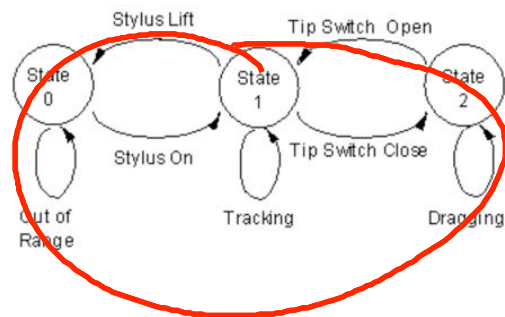 Stylus Lift
Tip Switch Open
State
0
State
1
State
2
Stylus On
Tip Switch Close
Out of
Range
Tracking
Dragging